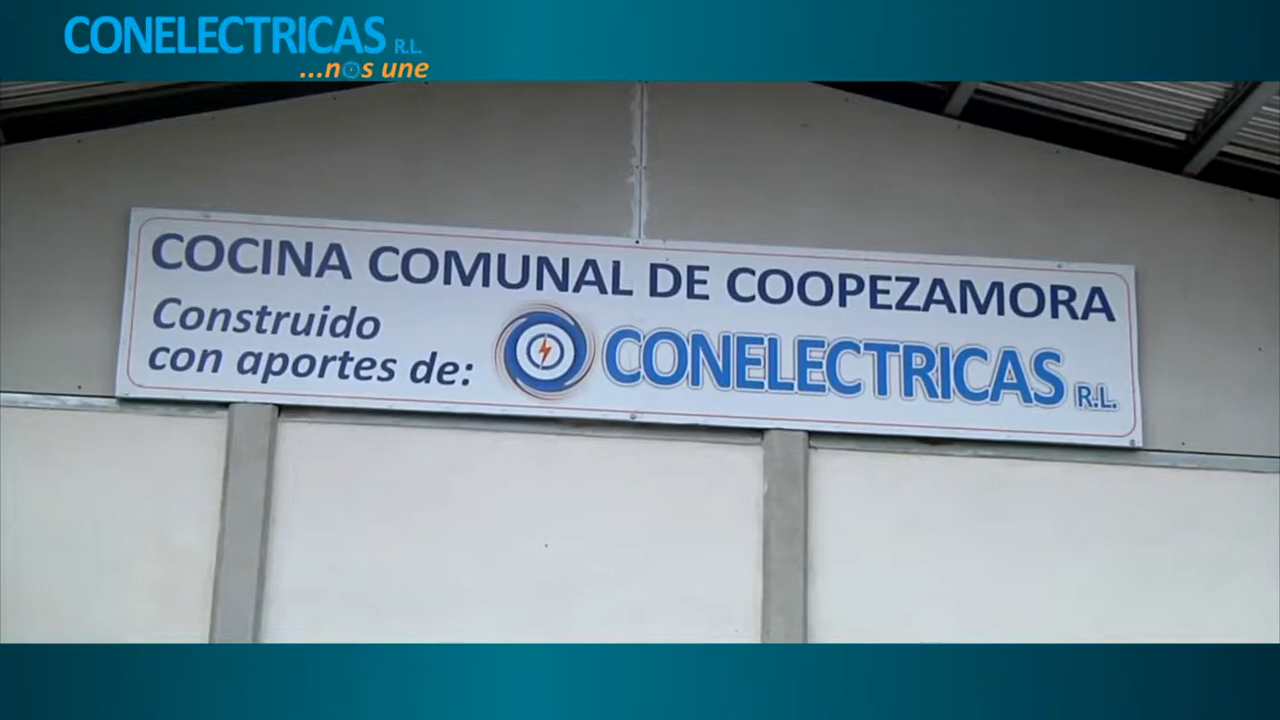 CONELECTRICAS R.L.
...nos une
COCINA COMUNAL DE COOPEZAMORA
Construido
con aportes de:
CONELECTRICAS R.L.